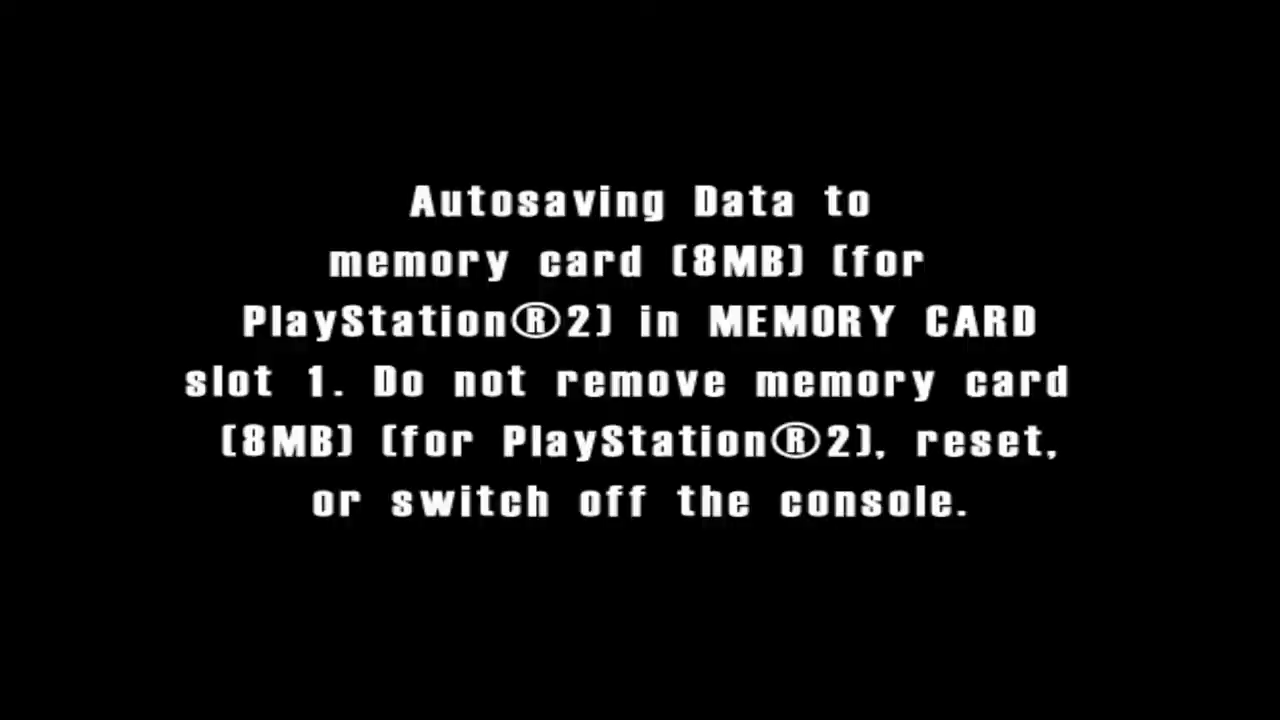 Autosaving Data to
memory card (8MB) (for
PlayStation®2) in MEMORY CARD
slot 1. Do not remove memory card
(8MB) (for PlayStation®2), reset,
or switch off the console.